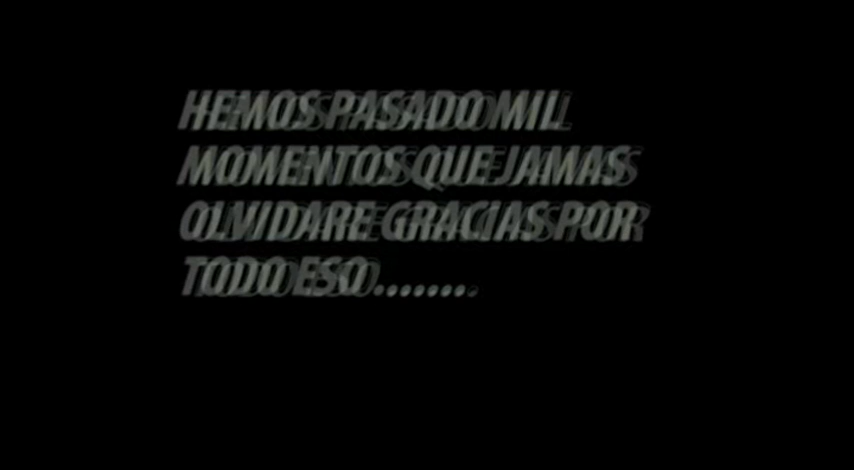 HEMOS PASADO MIL
MOMENTOS QUE JAMAS
OLVIDARE GRACIAS POR
TODO ESO........